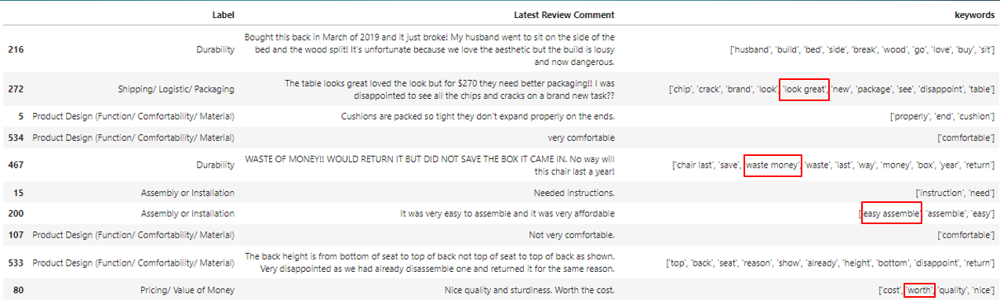 Label Latest Review Comment keywords
Bought this back in March of 2019 and it just broke! My husband went to sit on the side of the
216 Durability bed and the wood split! It's unfortunate because we love the aesthetic but the build is lousy ['husband', 'build', 'bed', 'side', 'break', 'wood', 'go', 'love', 'buy', 'sit']
and now dangerous.
272 Shipping/ Logistic/ Packaging The table looks great loved the look but for $270 they need better packaging!! I was ['chip', 'crack', 'brand', 'look', 'look great', 'new', 'package', 'see', 'disappoint', 'table']
disappointed to see all the chips and cracks on a brand new task??
5 Product Design (Function/ Comfortability/ Material) Cushions are packed so tight they don't expand properly on the ends. ['properly', 'end', 'cushion']
534 Product Design (Function/ Comfortability/ Material) very comfortable ['comfortable']
467 Durability WASTE OF MONEY!! WOULD RETURN IT BUT DID NOT SAVE THE BOX IT CAME IN. No way will ['chair last', 'save', 'waste money', 'waste', 'last', 'way', 'money', 'box', 'year', 'return']
this chair last a year!
15 Assembly or Installation Needed instructions. ['instruction', 'need']
200 Assembly or Installation It was very easy to assemble and it was very affordable ['easy assemble', 'assemble', 'easy']
107 Product Design (Function/ Comfortability/ Material) Not very comfortable. ['comfortable']
533 Product Design (Function/ Comfortability/ Material) The back height is from bottom of seat to top of back not top of seat to top of back as shown. ['top', 'back', 'seat', 'reason', 'show', 'already', 'height', 'bottom', 'disappoint', 'return']
Very disappointed as we had already disassemble one and returned it for the same reason.
80 Pricing/ Value of Money Nice quality and sturdiness. Worth the cost. ['cost', 'worth', 'quality', 'nice']